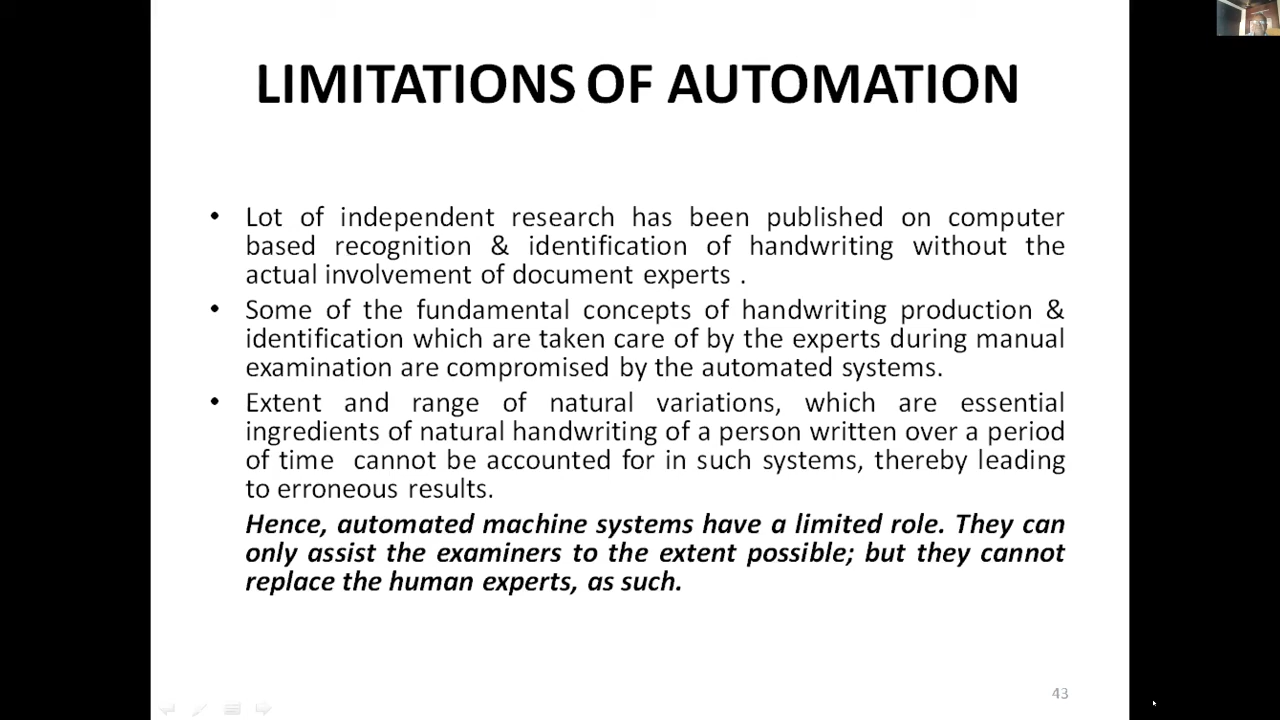 LIMITATIONS OF AUTOMATION
• Lot of independent research has been published on computer
based recognition & identification of handwriting without the
actual involvement of document experts .
• Some of the fundamental concepts of handwriting production &
identification which are taken care of by the experts during manual
examination are compromised by the automated systems.
• Extent and range of natural variations, which are essential
ingredients of natural handwriting of a person written over a period
of time cannot be accounted for in such systems, thereby leading
to erroneous results.
Hence, automated machine systems have a limited role. They can
only assist the examiners to the extent possible; but they cannot
replace the human experts, as such.
43